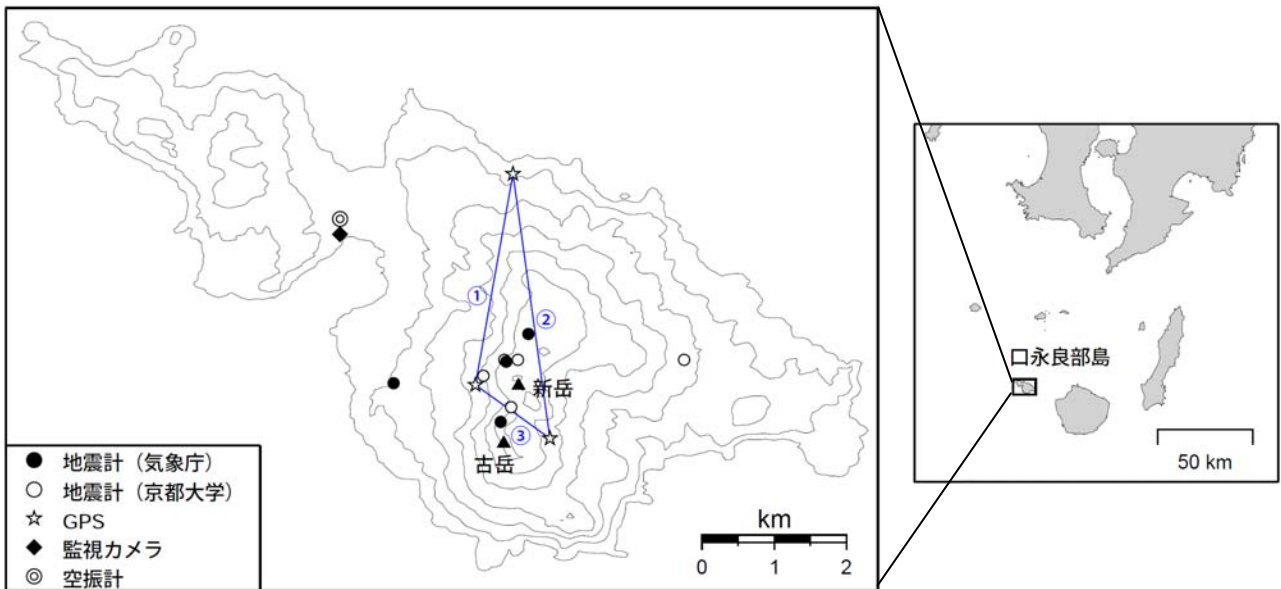 ①
②
新岳
③
古岳
地震計（気象庁）
地震計（京都大学）
GPS
監視カメラ
空振計
km
0 1 2
口永良部島
50 km